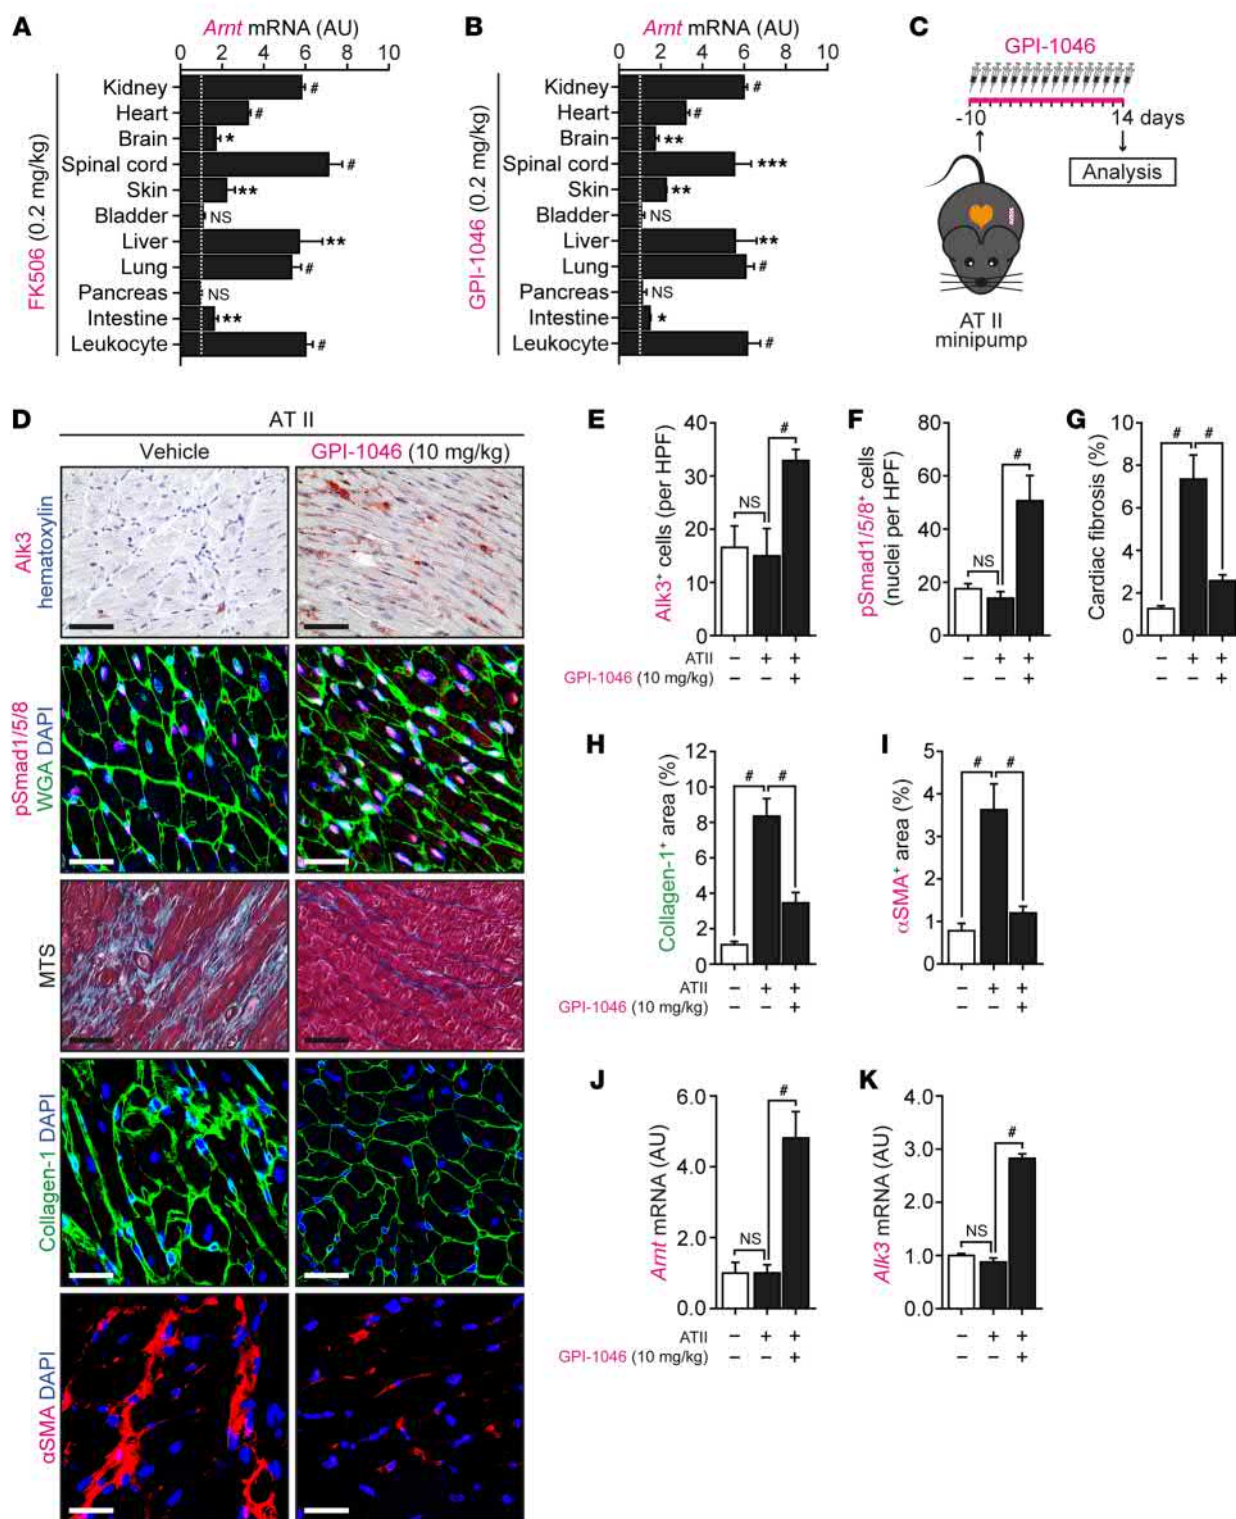 A
Arnt mRNA (AU)
0 2 4 6 8 10
FK506 (0.2 mg/kg)
Kidney #
Heart #
Brain *
Spinal cord #
Skin **
Bladder NS
Liver **
Lung #
Pancreas NS
Intestine **
Leukocyte #
B
Arnt mRNA (AU)
0 2 4 6 8 10
GPI-1046 (0.2 mg/kg)
Kidney #
Heart #
Brain **
Spinal cord ***
Skin **
Bladder NS
Liver **
Lung #
Pancreas NS
Intestine *
Leukocyte #
C
GPI-1046
-10 14 days
Analysis
AT II
minipump
D
AT II
Vehicle GPI-1046 (10 mg/kg)
Alk3
hematoxylin
pSmad1/5/8
WGA DAPI
MTS
Collagen-1 DAPI
αSMA DAPI
E
Alk3⁺ cells (per HPF)
40
30
20
10
0
NS #
ATII − + +
GPI-1046 (10 mg/kg) − − +
F
pSmad1/5/8⁺ cells
(nuclei per HPF)
80
60
40
20
0
NS #
− + +
− − +
G
Cardiac fibrosis (%)
10
8
6
4
2
0
# #
− + +
− − +
H
Collagen-1⁺ area (%)
12
10
8
6
4
2
0
# #
ATII − + +
GPI-1046 (10 mg/kg) − − +
I
αSMA⁺ area (%)
5
4
3
2
1
0
# #
− + +
− − +
J
Arnt mRNA (AU)
6.0
4.0
2.0
0.0
NS #
ATII − + +
GPI-1046 (10 mg/kg) − − +
K
Alk3 mRNA (AU)
4.0
3.0
2.0
1.0
0.0
NS #
− + +
− − +